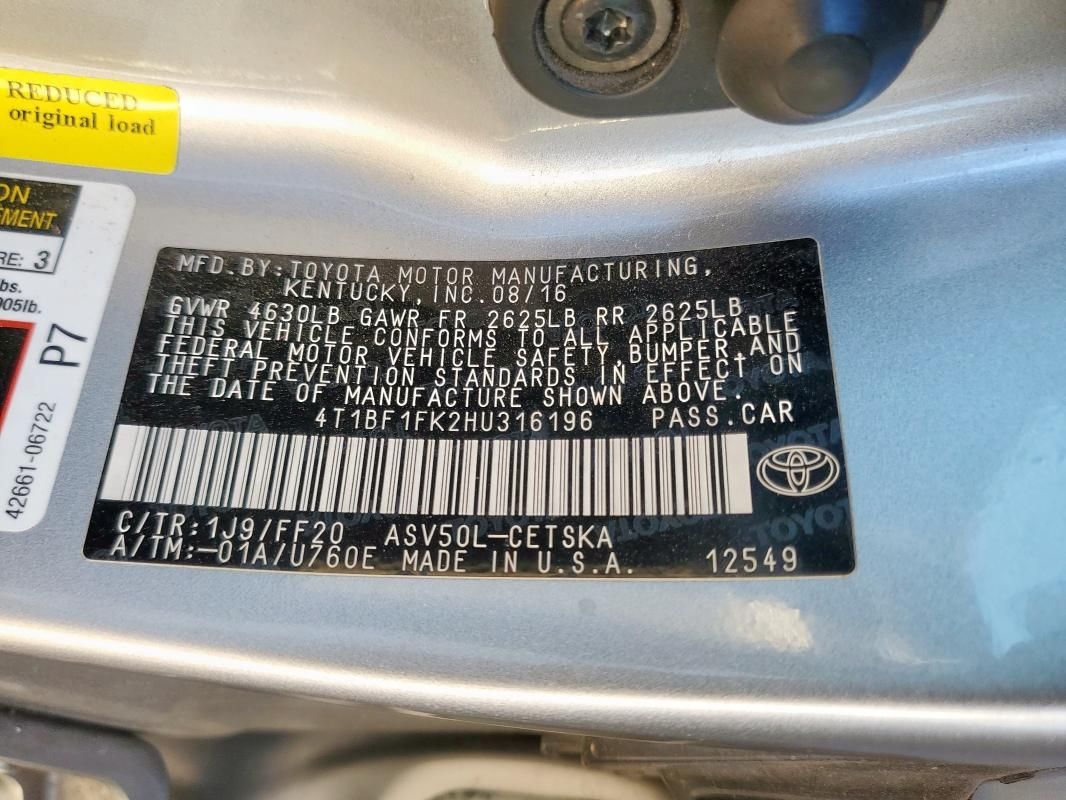 REDUCED
original load
ON
GEMENT
RE: 3
bs.
905lb.
P7
42661-06722
MFD.BY:TOYOTA MOTOR MANUFACTURING,
KENTUCKY,INC.08/16
GVWR 4630LB GAWR FR 2625LB RR 2625LB
THIS VEHICLE CONFORMS TO ALL APPLICABLE
FEDERAL MOTOR VEHICLE SAFETY,BUMPER,AND
THEFT PREVENTION STANDARDS IN EFFECT ON
THE DATE OF MANUFACTURE SHOWN ABOVE.
4T1BF1FK2HU316196 PASS.CAR
C/TR:1J9/FF20 ASV50L-CETSKA
A/TM:-01A/U760E MADE IN U.S.A. 12549